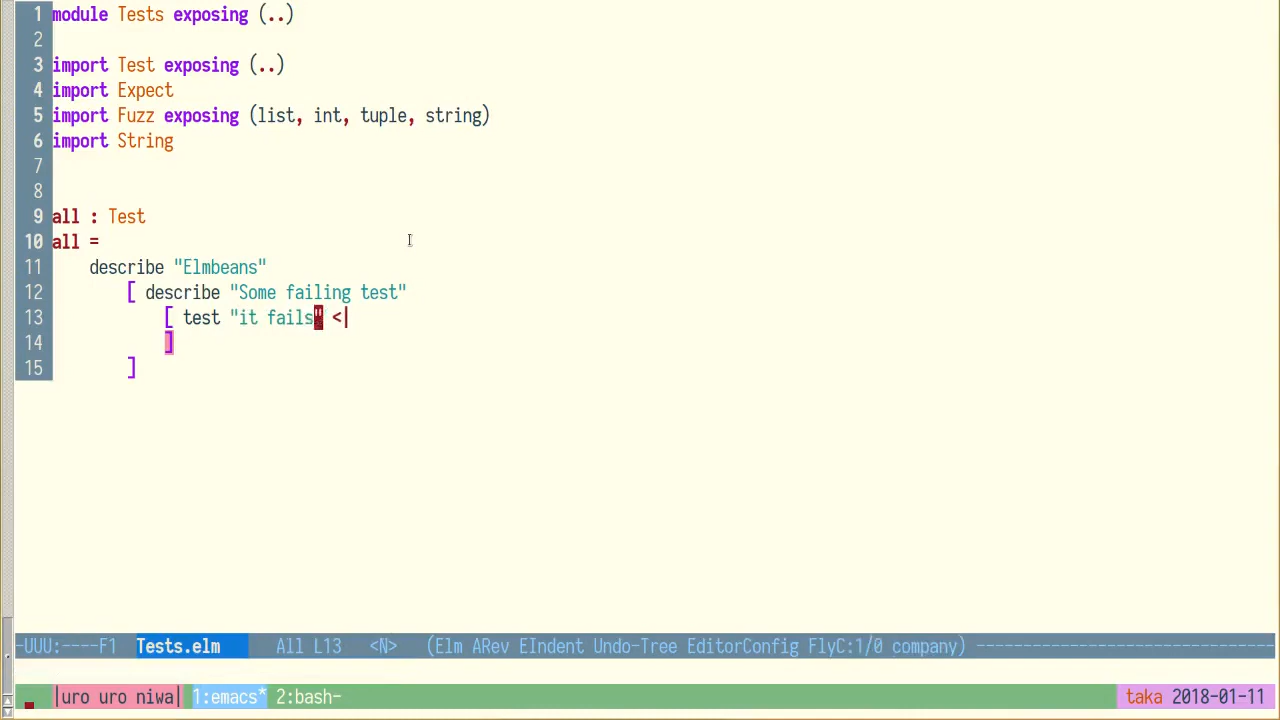 1 module Tests exposing (..)
2
3 import Test exposing (..)
4 import Expect
5 import Fuzz exposing (list, int, tuple, string)
6 import String
7
8
9 all : Test
10 all =
11     describe "Elmbeans"
12         [ describe "Some failing test"
13             [ test "it fails" <|
14             ]
15         ]
-UUU:----F1  Tests.elm      All L13   <N>   (Elm ARev EIndent Undo-Tree EditorConfig FlyC:1/0 company) --------------------------------
|uro uro niwa| 1:emacs* 2:bash- taka 2018-01-11